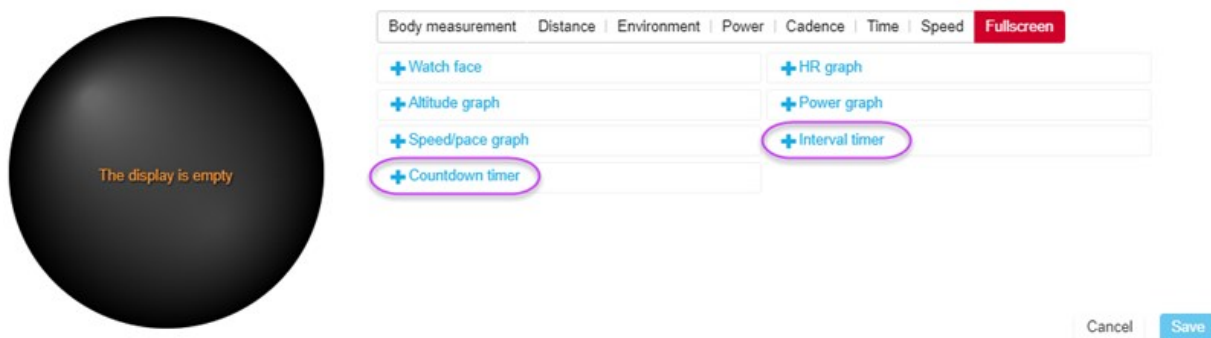 Body measurement Distance Environment Power Cadence Time Speed Fullscreen
Watch face HR graph
Altitude graph Power graph
Speed/pace graph Interval timer
The display is empty Countdown timer
Cancel Save